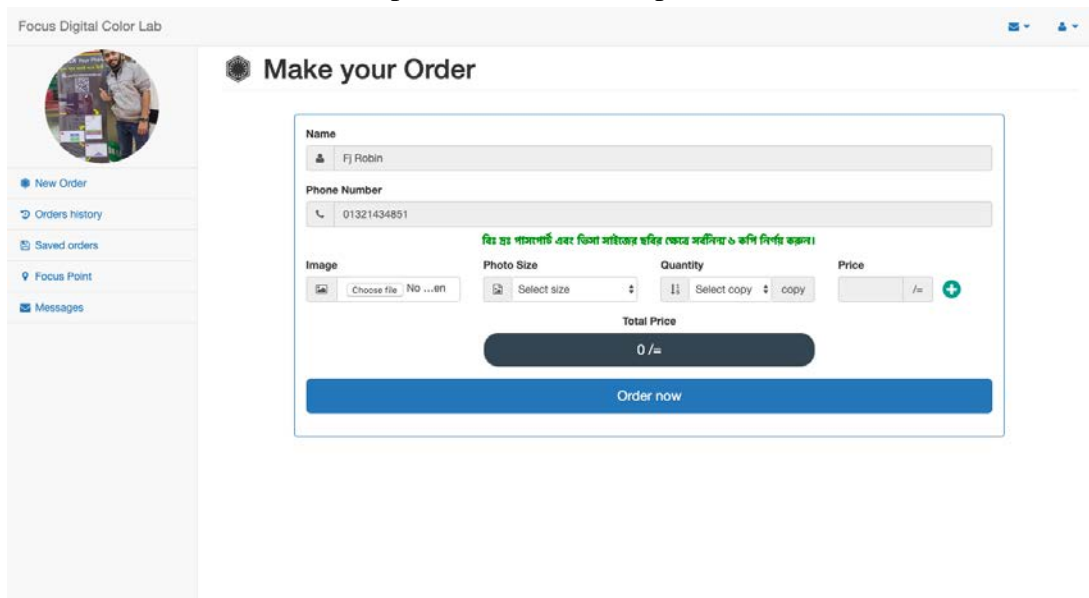 Focus Digital Color Lab
Make your Order
New Order
Orders history
Saved orders
Focus Point
Messages
Name
Fj Robin
Phone Number
01321434851
বিঃ দ্রঃ পাসপোর্ট এবং ভিসা সাইজের ছবির ক্ষেত্রে সর্বনিম্ন ৬ কপি নির্ণয় করুন।
Image Photo Size Quantity Price
Choose file No ...en Select size Select copy copy /=
Total Price
0 /=
Order now